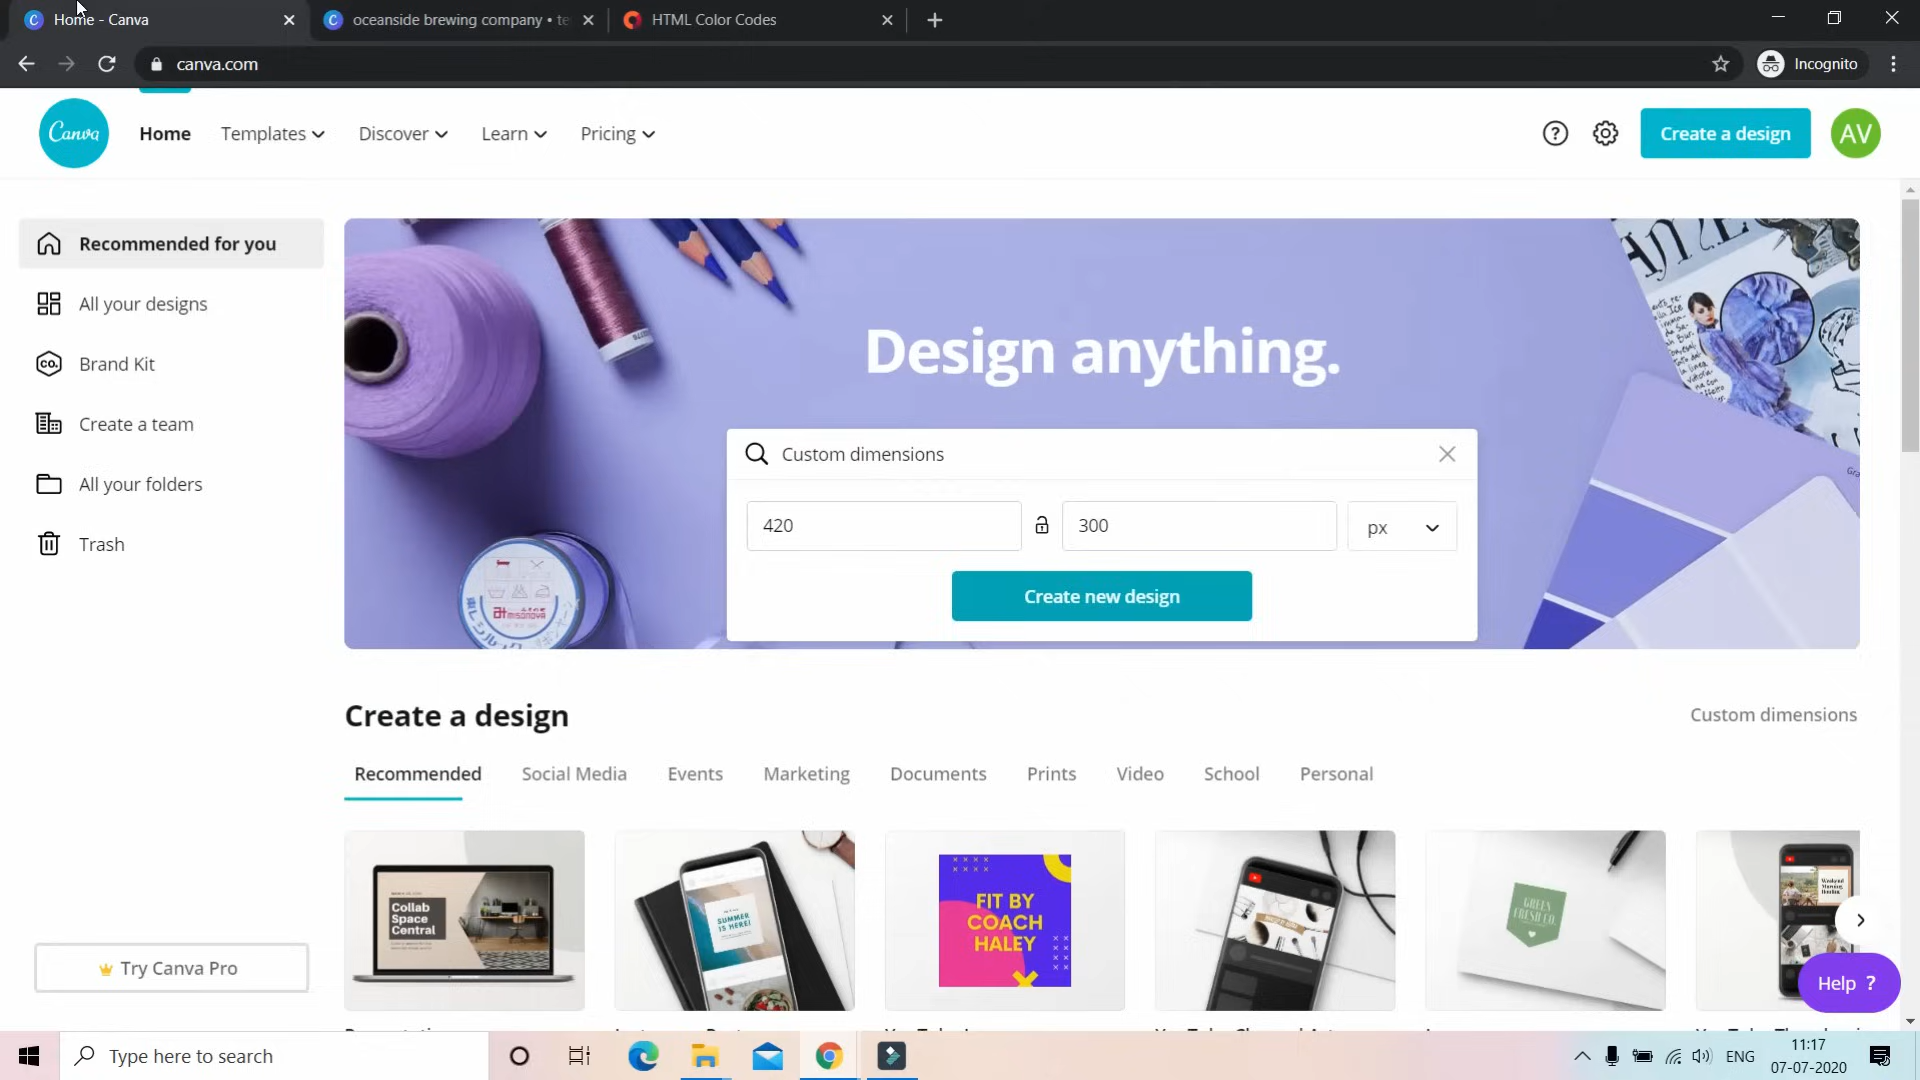 Home - Canva
oceanside brewing company • te
HTML Color Codes
canva.com
Incognito
Canva
Home
Templates
Discover
Learn
Pricing
Create a design
AV
Recommended for you
All your designs
Brand Kit
Create a team
All your folders
Trash
Try Canva Pro
Design anything.
Custom dimensions
420
300
px
Create new design
Create a design
Custom dimensions
Recommended
Social Media
Events
Marketing
Documents
Prints
Video
School
Personal
Collab
Space
Central
SUMMER
IS HERE!
FIT BY
COACH
HALEY
GREEN
FRESH CO.
Help ?
Type here to search
ENG
11:17
07-07-2020